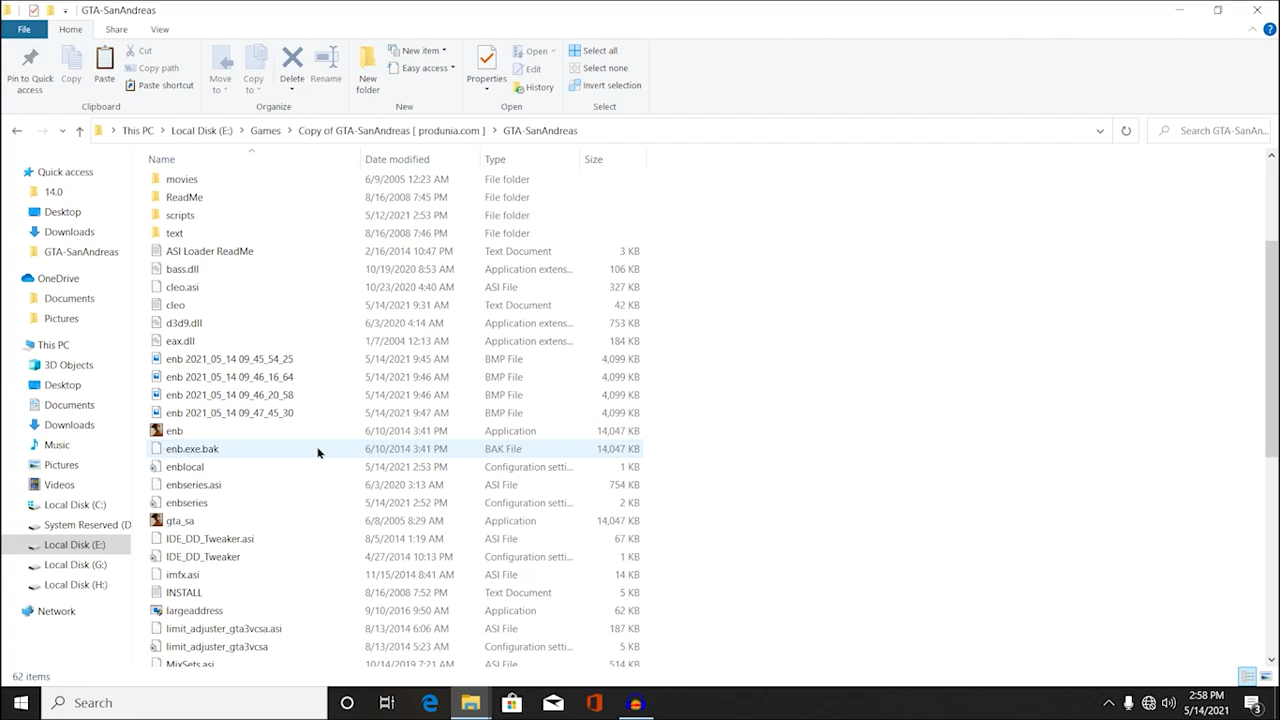 GTA-SanAndreas
File Home Share View
Pin to Quick access
Copy
Paste
Cut
Copy path
Paste shortcut
Clipboard
Move to
Copy to
Delete
Rename
Organize
New folder
New item
Easy access
New
Properties
Open
Edit
History
Open
Select all
Select none
Invert selection
Select
This PC Local Disk (E:) Games Copy of GTA-SanAndreas [ produnia.com ] GTA-SanAndreas
Search GTA-SanAn...
Quick access
14.0
Desktop
Downloads
GTA-SanAndreas
OneDrive
Documents
Pictures
This PC
3D Objects
Desktop
Documents
Downloads
Music
Pictures
Videos
Local Disk (C:)
System Reserved (D
Local Disk (E:)
Local Disk (G:)
Local Disk (H:)
Network
Name Date modified Type Size
movies 6/9/2005 12:23 AM File folder
ReadMe 8/16/2008 7:45 PM File folder
scripts 5/12/2021 2:53 PM File folder
text 8/16/2008 7:46 PM File folder
ASI Loader ReadMe 2/16/2014 10:47 PM Text Document 3 KB
bass.dll 10/19/2020 8:53 AM Application extens... 106 KB
cleo.asi 10/23/2020 4:40 AM ASI File 327 KB
cleo 5/14/2021 9:31 AM Text Document 42 KB
d3d9.dll 6/3/2020 4:14 AM Application extens... 753 KB
eax.dll 1/7/2004 12:13 AM Application extens... 184 KB
enb 2021_05_14 09_45_54_25 5/14/2021 9:45 AM BMP File 4,099 KB
enb 2021_05_14 09_46_16_64 5/14/2021 9:46 AM BMP File 4,099 KB
enb 2021_05_14 09_46_20_58 5/14/2021 9:46 AM BMP File 4,099 KB
enb 2021_05_14 09_47_45_30 5/14/2021 9:47 AM BMP File 4,099 KB
enb 6/10/2014 3:41 PM Application 14,047 KB
enb.exe.bak 6/10/2014 3:41 PM BAK File 14,047 KB
enblocal 5/14/2021 2:53 PM Configuration setti... 1 KB
enbseries.asi 6/3/2020 3:13 AM ASI File 754 KB
enbseries 5/14/2021 2:52 PM Configuration setti... 2 KB
gta_sa 6/8/2005 8:29 AM Application 14,047 KB
IDE_DD_Tweaker.asi 8/5/2014 1:19 AM ASI File 67 KB
IDE_DD_Tweaker 4/27/2014 10:13 PM Configuration setti... 1 KB
imfx.asi 11/15/2014 8:41 AM ASI File 14 KB
INSTALL 8/16/2008 7:52 PM Text Document 5 KB
largeaddress 9/10/2016 9:50 AM Application 62 KB
limit_adjuster_gta3vcsa.asi 8/13/2014 6:06 AM ASI File 187 KB
limit_adjuster_gta3vcsa 8/13/2014 5:23 AM Configuration setti... 5 KB
MixSets.asi 10/14/2019 7:21 AM ASI File 514 KB
62 items
Search
2:58 PM
5/14/2021
3